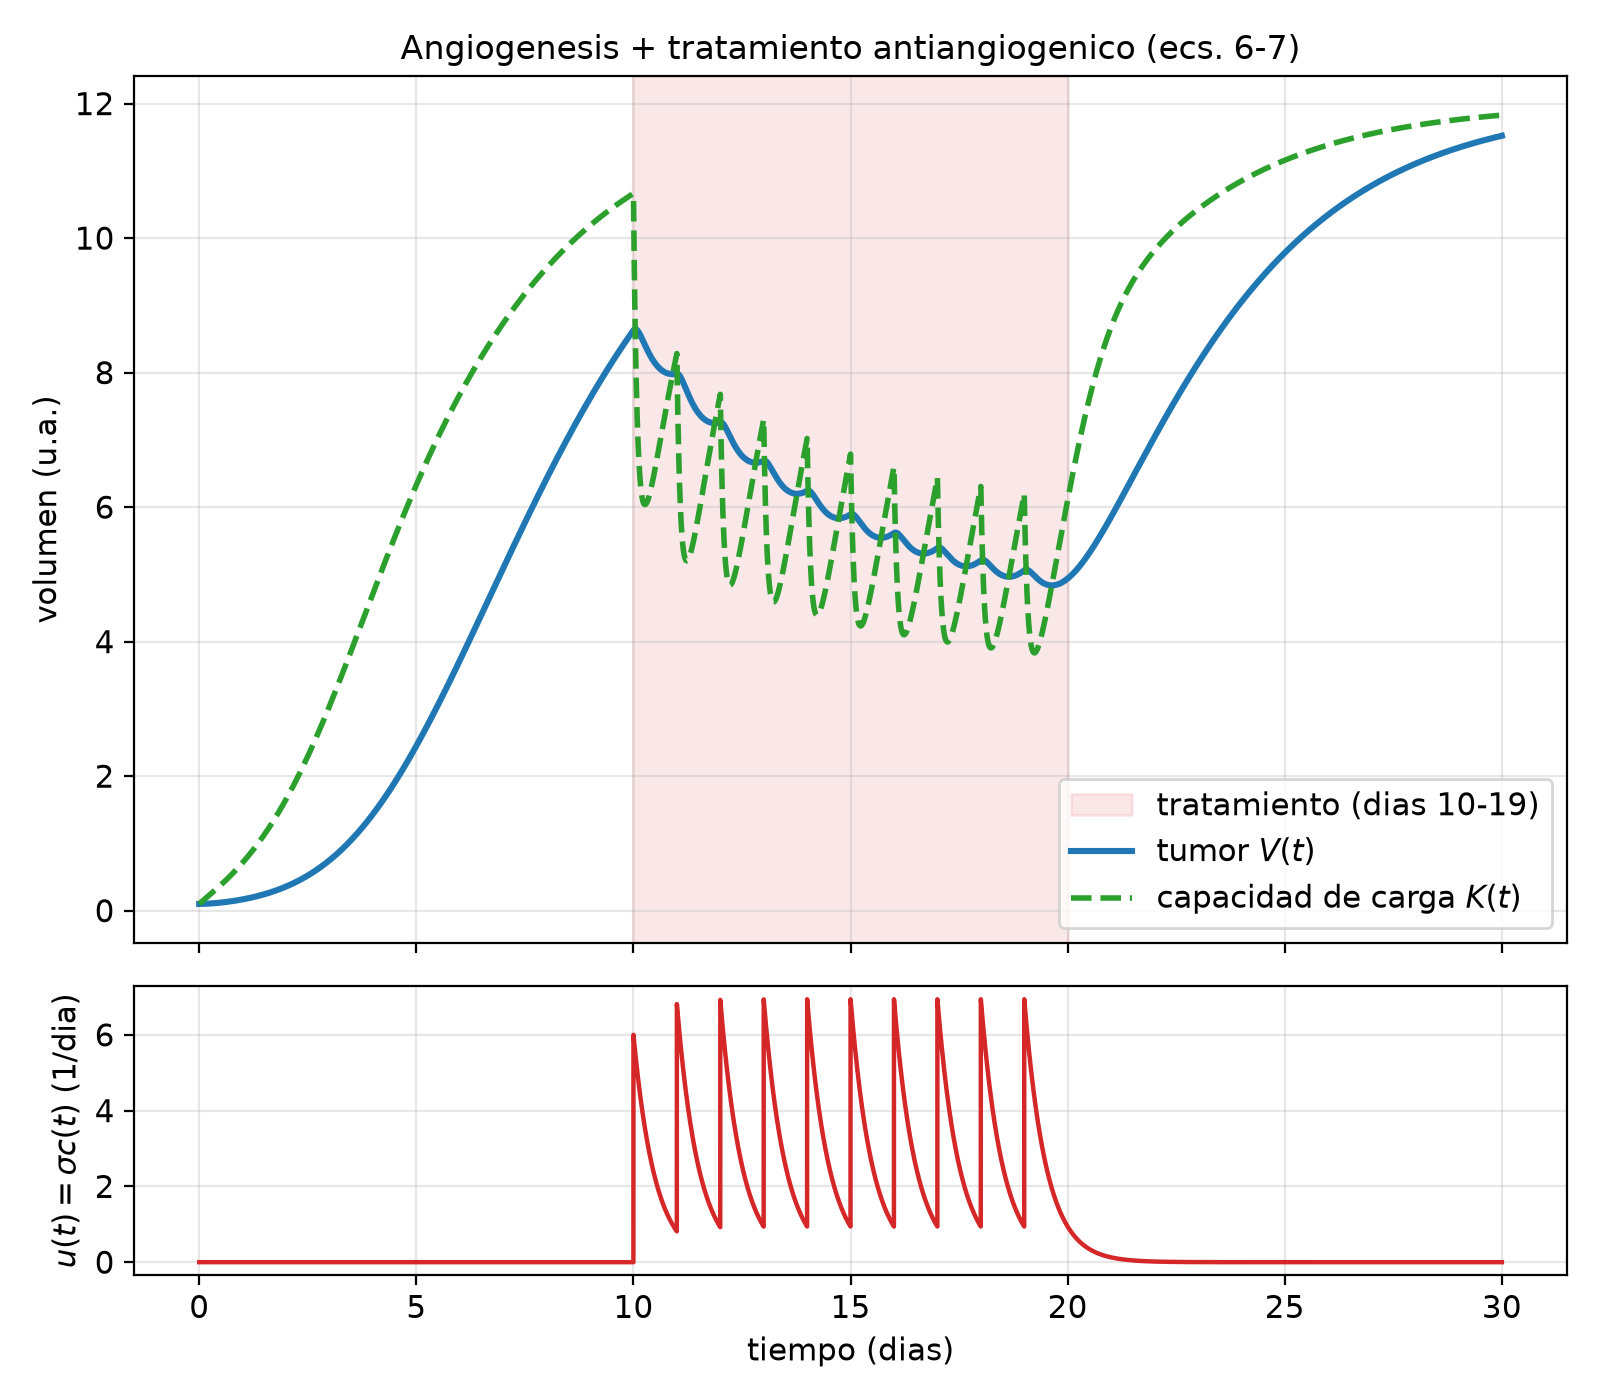 Angiogenesis + tratamiento antiangiogenico (ecs. 6-7)
volumen (u.a.)
12
10
8
6
4
2
0
tratamiento (dias 10-19)
tumor V(t)
capacidad de carga K(t)
u(t) = σc(t) (1/dia)
6
4
2
0
0 5 10 15 20 25 30
tiempo (dias)